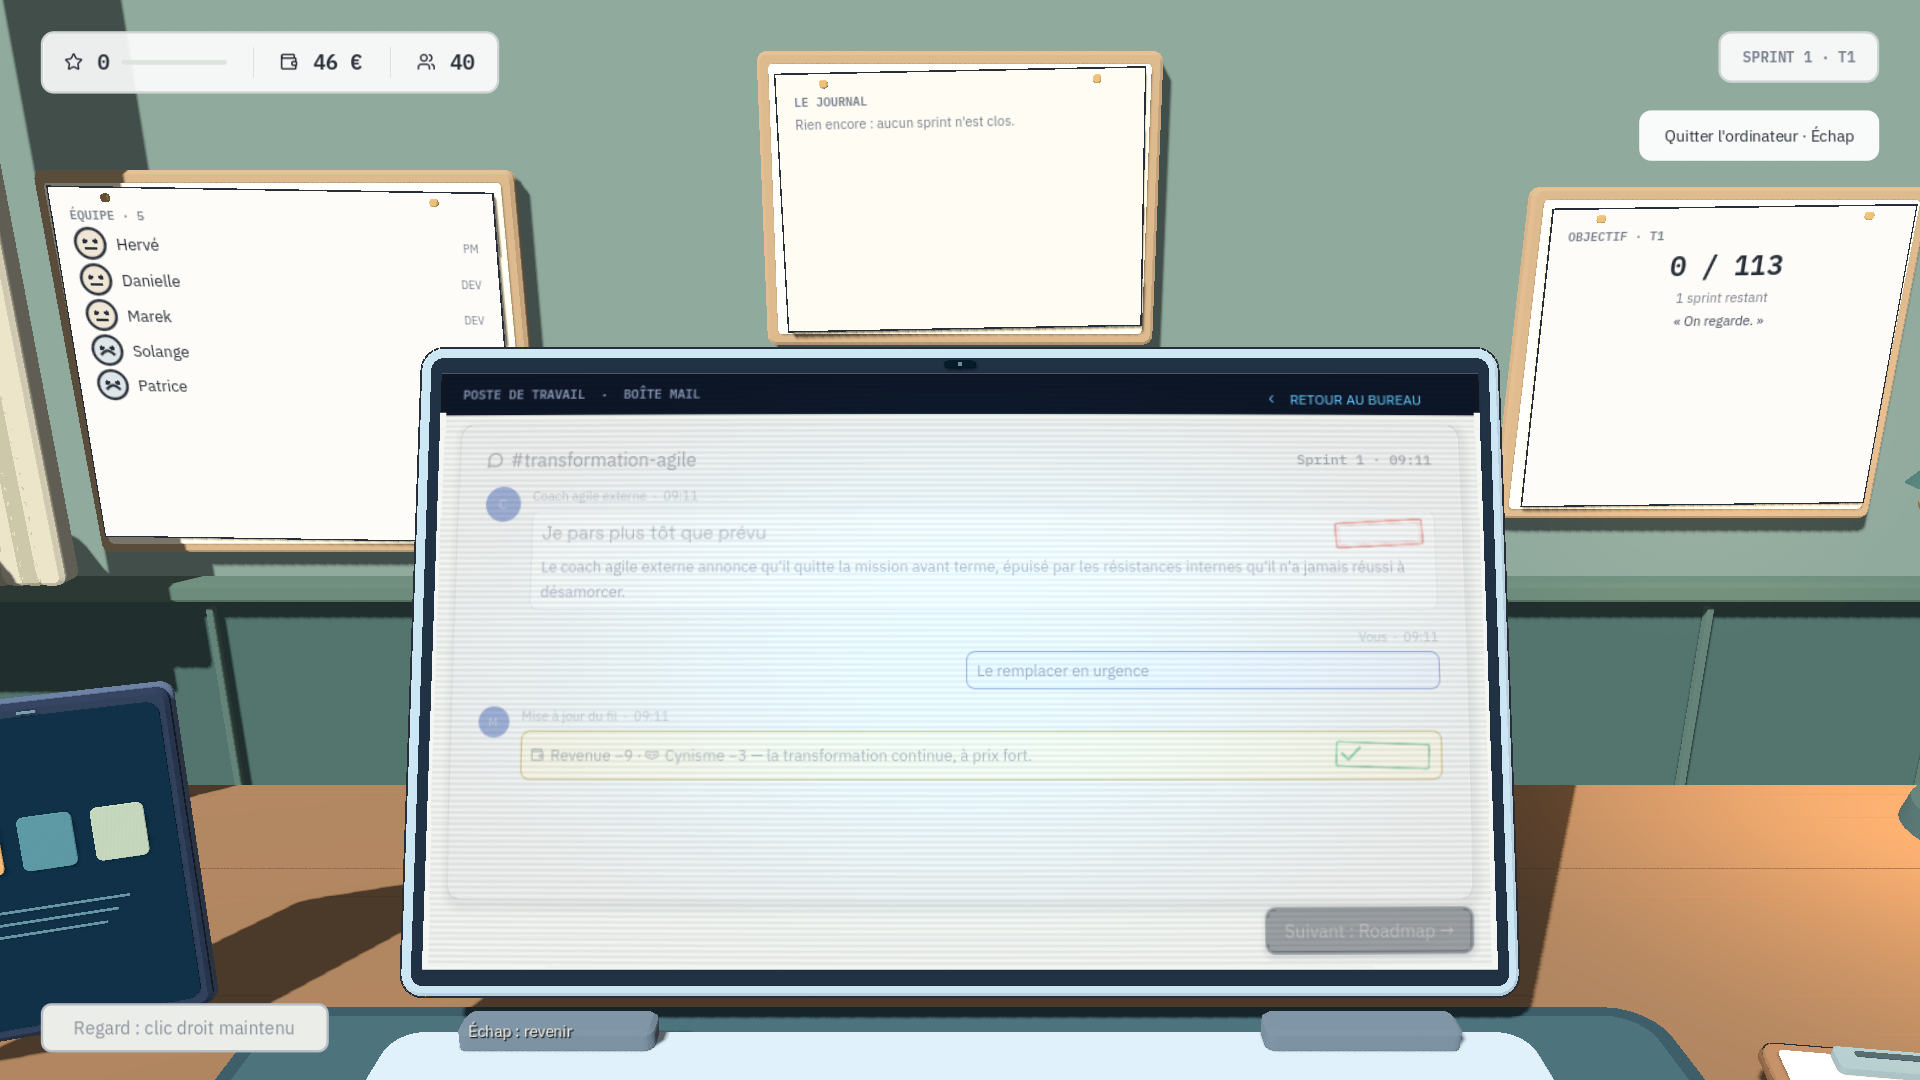 0
46 €
40
SPRINT 1 · T1
Quitter l'ordinateur · Échap
LE JOURNAL
Rien encore : aucun sprint n'est clos.
ÉQUIPE · 5
Hervé PM
Danielle DEV
Marek DEV
Solange
Patrice
OBJECTIF · T1
0 / 113
1 sprint restant
« On regarde. »
POSTE DE TRAVAIL · BOÎTE MAIL
‹ RETOUR AU BUREAU
#transformation-agile
Sprint 1 · 09:11
C
Coach agile externe · 09:11
Je pars plus tôt que prévu
Le coach agile externe annonce qu'il quitte la mission avant terme, épuisé par les résistances internes qu'il n'a jamais réussi à
désamorcer.
Vous · 09:11
Le remplacer en urgence
M
Mise à jour du fil · 09:11
Revenue −9 · Cynisme −3 — la transformation continue, à prix fort.
Suivant : Roadmap →
Regard : clic droit maintenu
Échap : revenir